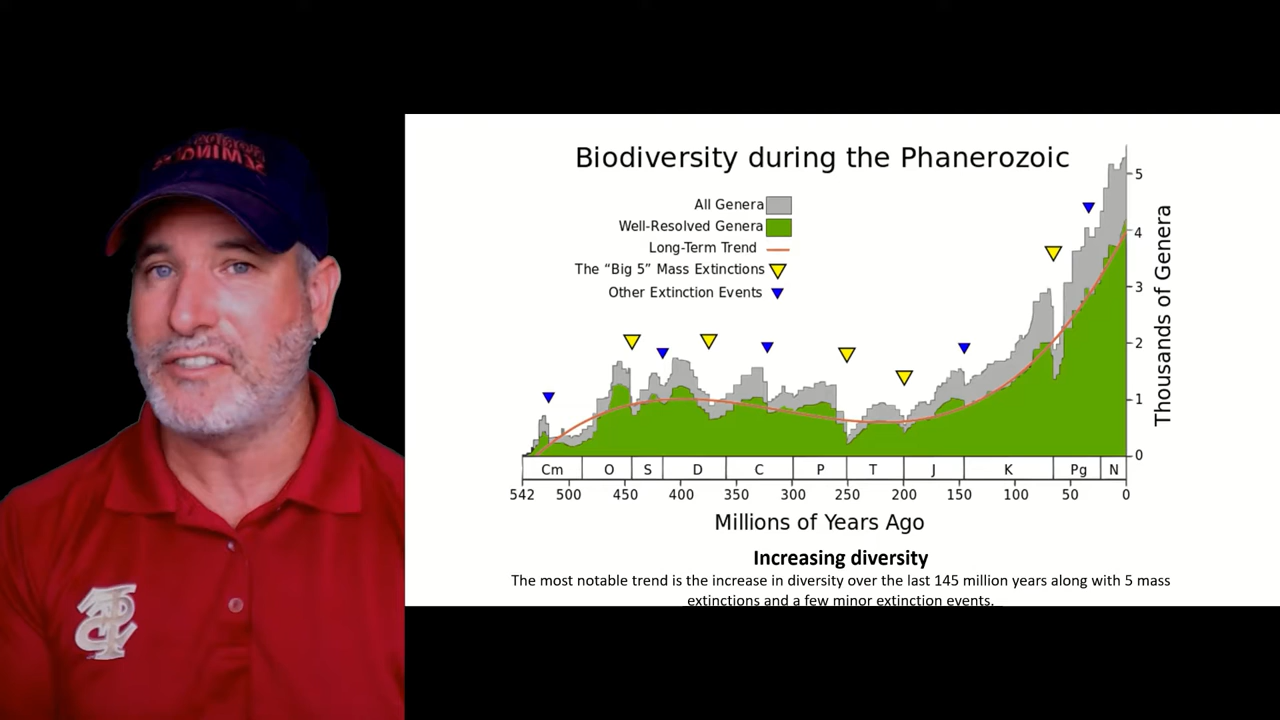 Biodiversity during the Phanerozoic
All Genera
Well-Resolved Genera
Long-Term Trend
The “Big 5” Mass Extinctions
Other Extinction Events
5
4
3
2
1
0
Thousands of Genera
Cm O S D C P T J K Pg N
542 500 450 400 350 300 250 200 150 100 50 0
Millions of Years Ago
Increasing diversity
The most notable trend is the increase in diversity over the last 145 million years along with 5 mass
extinctions and a few minor extinction events.